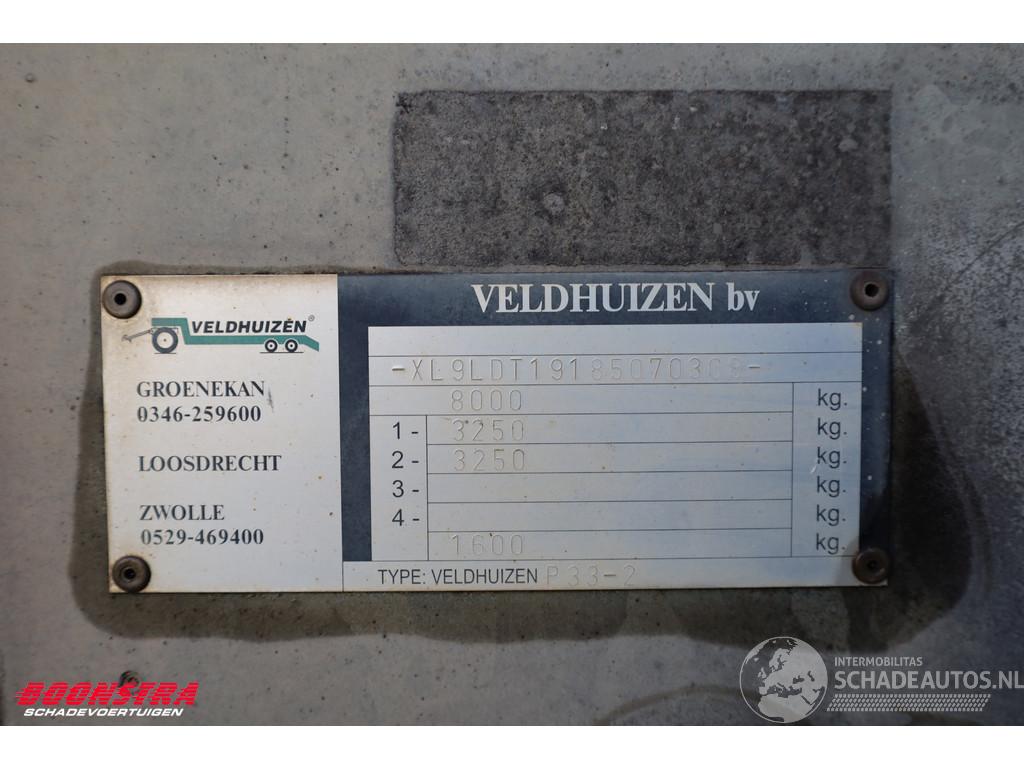 VELDHUIZEN®
GROENEKAN
0346-259600
LOOSDRECHT
ZWOLLE
0529-469400
VELDHUIZEN bv
8000 kg.
1- 3250 kg.
2- 3250 kg.
3- kg.
4- kg.
1600 kg.
TYPE: VELDHUIZEN P33-2
BOONSTRA
SCHADEVOERTUIGEN
INTERMOBILITAS
SCHADEAUTOS.NL